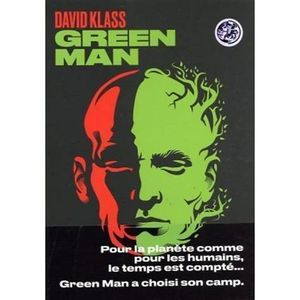 DAVID KLASS
GREEN
MAN
Pour la planète comme
pour les humains,
le temps est compté...
Green Man a choisi son camp.